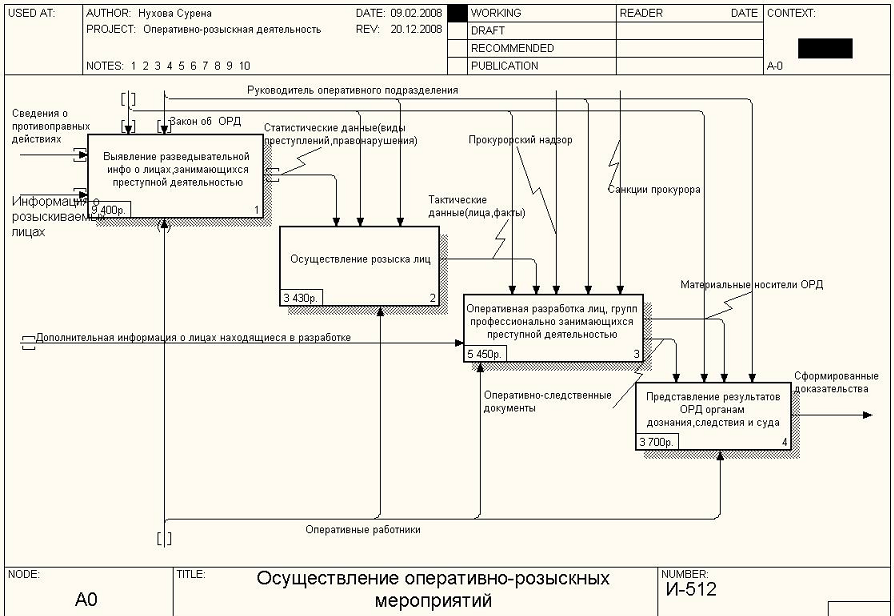 USED AT:
AUTHOR: Нухова Сурена
DATE: 09.02.2008
PROJECT: Оперативно-розыскная деятельность
REV: 20.12.2008
NOTES: 1 2 3 4 5 6 7 8 9 10
WORKING
DRAFT
RECOMMENDED
PUBLICATION
READER
DATE
CONTEXT:
A-0
Руководитель оперативного подразделения
Закон об ОРД
Сведения о
противоправных
действиях
Информация о
розыскиваемых
лицах
Выявление разведывательной
инфо о лицах,занимающихся
преступной деятельностью
9 400р.
1
Статистические данные(виды
преступлений,правонарушения)
Прокурорский надзор
Санкции прокурора
Тактические
данные(лица,факты)
Осуществление розыска лиц
3 430р.
2
Материальные носители ОРД
Оперативная разработка лиц, групп
профессионально занимающихся
преступной деятельностью
5 450р.
3
Дополнительная информация о лицах находящиеся в разработке
Оперативно-следственные
документы
Сформированные
доказательства
Представление результатов
ОРД органам
дознания,следствия и суда
3 700р.
4
Оперативные работники
NODE:
A0
TITLE:
Осуществление оперативно-розыскных
мероприятий
NUMBER:
И-512